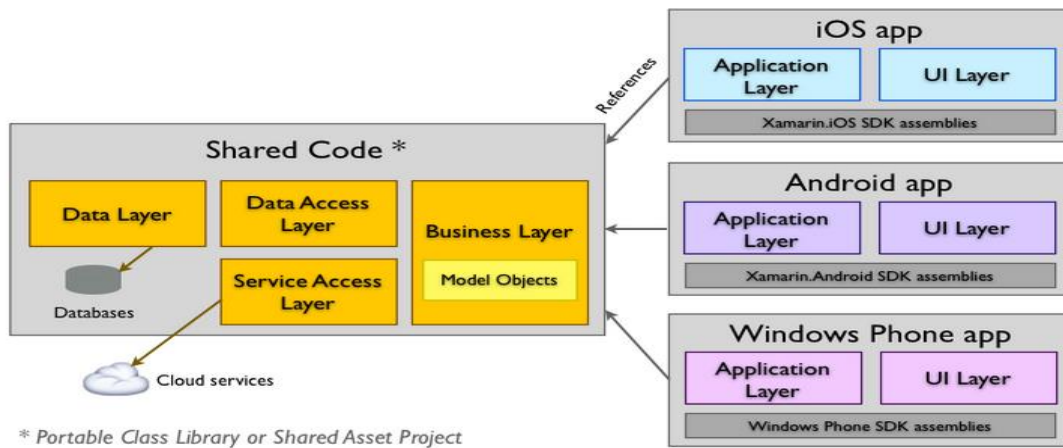 iOS app
Application
Layer
UI Layer
Xamarin.iOS SDK assemblies
References
Shared Code *
Data Layer
Data Access
Layer
Business Layer
Model Objects
Service Access
Layer
Databases
Cloud services
Android app
Application
Layer
UI Layer
Xamarin.Android SDK assemblies
Windows Phone app
Application
Layer
UI Layer
Windows Phone SDK assemblies
* Portable Class Library or Shared Asset Project